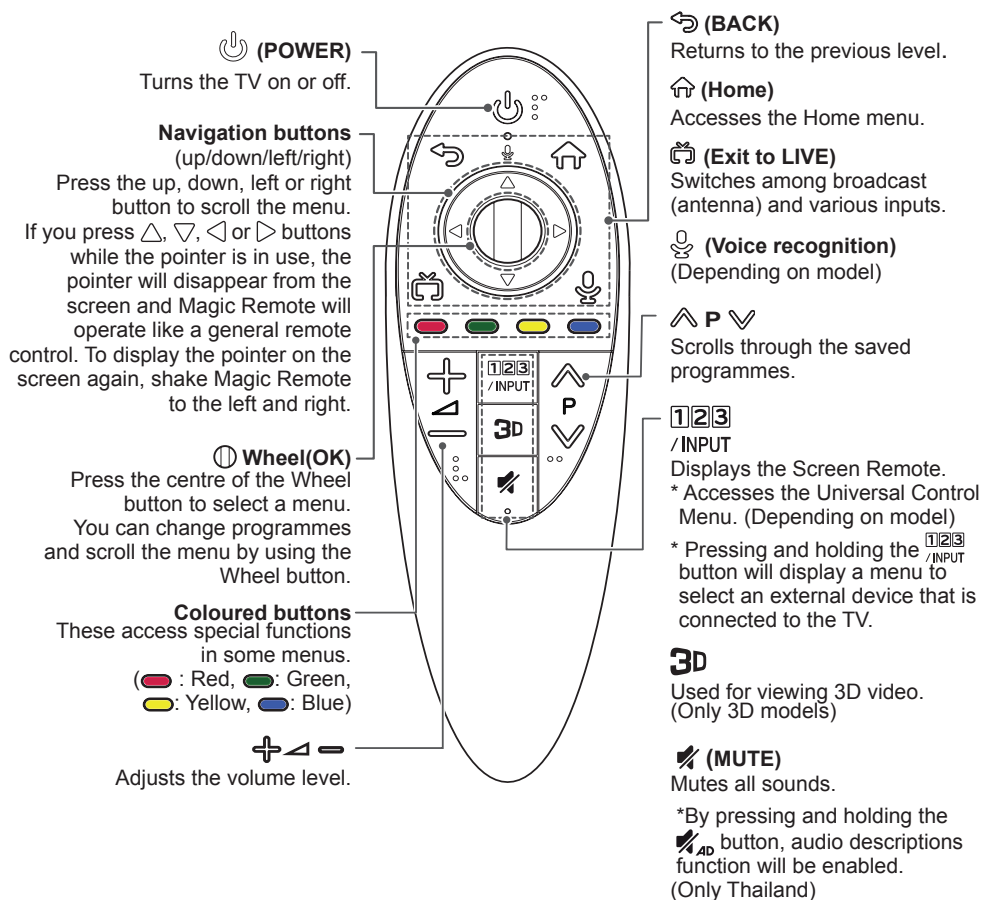 (POWER)
Turns the TV on or off.
Navigation buttons
(up/down/left/right)
Press the up, down, left or right
button to scroll the menu.
If you press △, ▽, ◁ or ▷ buttons
while the pointer is in use, the
pointer will disappear from the
screen and Magic Remote will
operate like a general remote
control. To display the pointer on the
screen again, shake Magic Remote
to the left and right.
Wheel(OK)
Press the centre of the Wheel
button to select a menu.
You can change programmes
and scroll the menu by using the
Wheel button.
Coloured buttons
These access special functions
in some menus.
( : Red, : Green,
: Yellow, : Blue)
Adjusts the volume level.
123
/INPUT
P
3D
(BACK)
Returns to the previous level.
(Home)
Accesses the Home menu.
(Exit to LIVE)
Switches among broadcast
(antenna) and various inputs.
(Voice recognition)
(Depending on model)
P
Scrolls through the saved
programmes.
123
/INPUT
Displays the Screen Remote.
* Accesses the Universal Control
Menu. (Depending on model)
* Pressing and holding the 123/INPUT
button will display a menu to
select an external device that is
connected to the TV.
3D
Used for viewing 3D video.
(Only 3D models)
(MUTE)
Mutes all sounds.
*By pressing and holding the
AD button, audio descriptions
function will be enabled.
(Only Thailand)